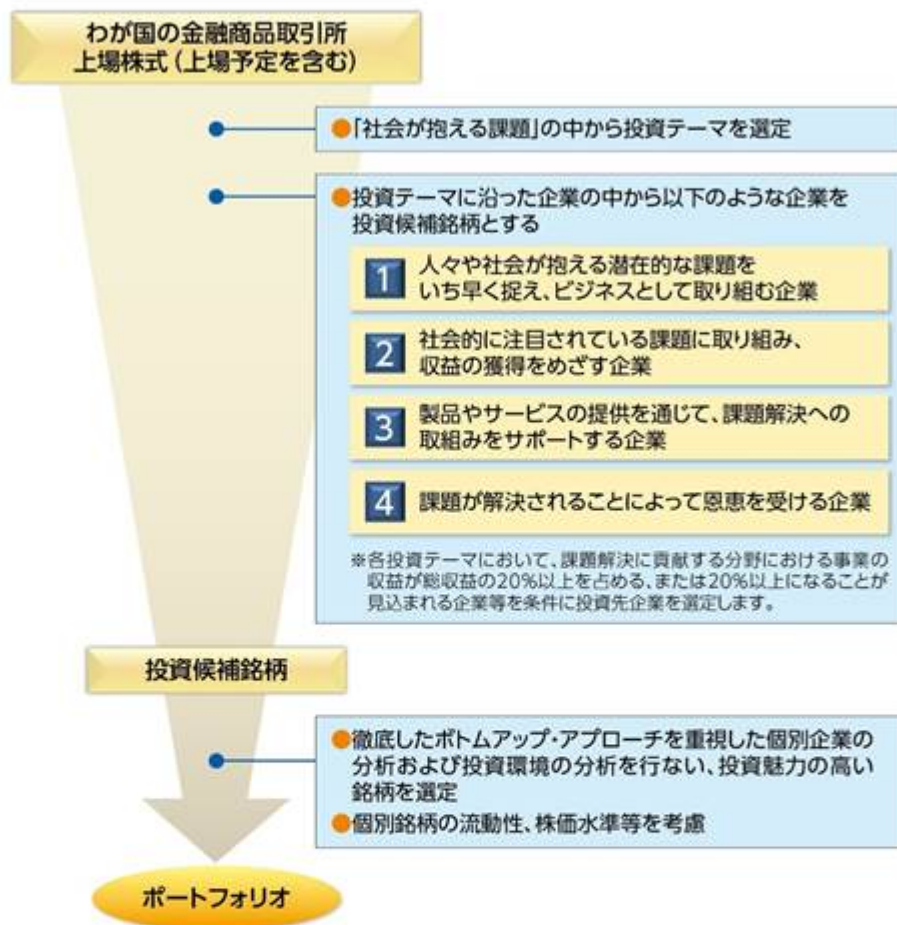 わが国の金融商品取引所
上場株式(上場予定を含む)
●「社会が抱える課題」の中から投資テーマを選定
●投資テーマに沿った企業の中から以下のような企業を
投資候補銘柄とする
1 人々や社会が抱える潜在的な課題を
いち早く捉え、ビジネスとして取り組む企業
2 社会的に注目されている課題に取り組み、
収益の獲得をめざす企業
3 製品やサービスの提供を通じて、課題解決への
取組みをサポートする企業
4 課題が解決されることによって恩恵を受ける企業
※各投資テーマにおいて、課題解決に貢献する分野における事業の
収益が総収益の20%以上を占める、または20%以上になることが
見込まれる企業等を条件に投資先企業を選定します。
投資候補銘柄
●徹底したボトムアップ・アプローチを重視した個別企業の
分析および投資環境の分析を行ない、投資魅力の高い
銘柄を選定
●個別銘柄の流動性、株価水準等を考慮
ポートフォリオ